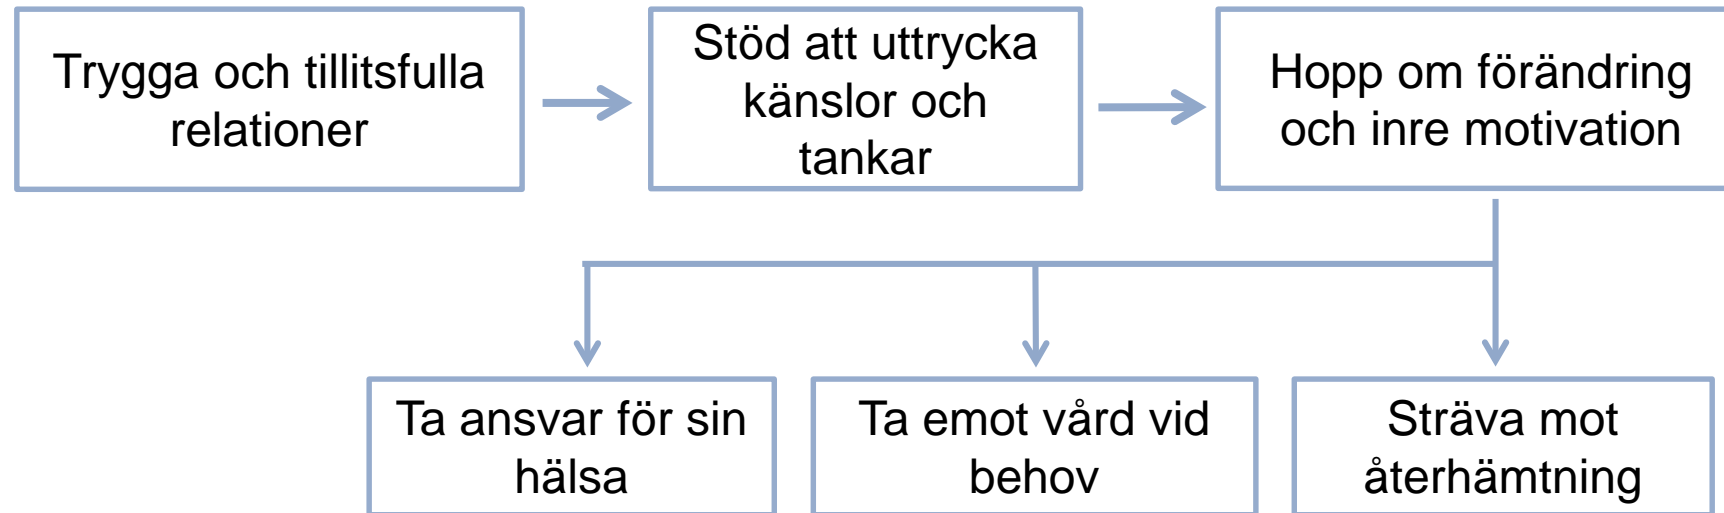 Trygga och tillitsfulla
relationer
Stöd att uttrycka
känslor och
tankar
Hopp om förändring
och inre motivation
Ta ansvar för sin
hälsa
Ta emot vård vid
behov
Sträva mot
återhämtning